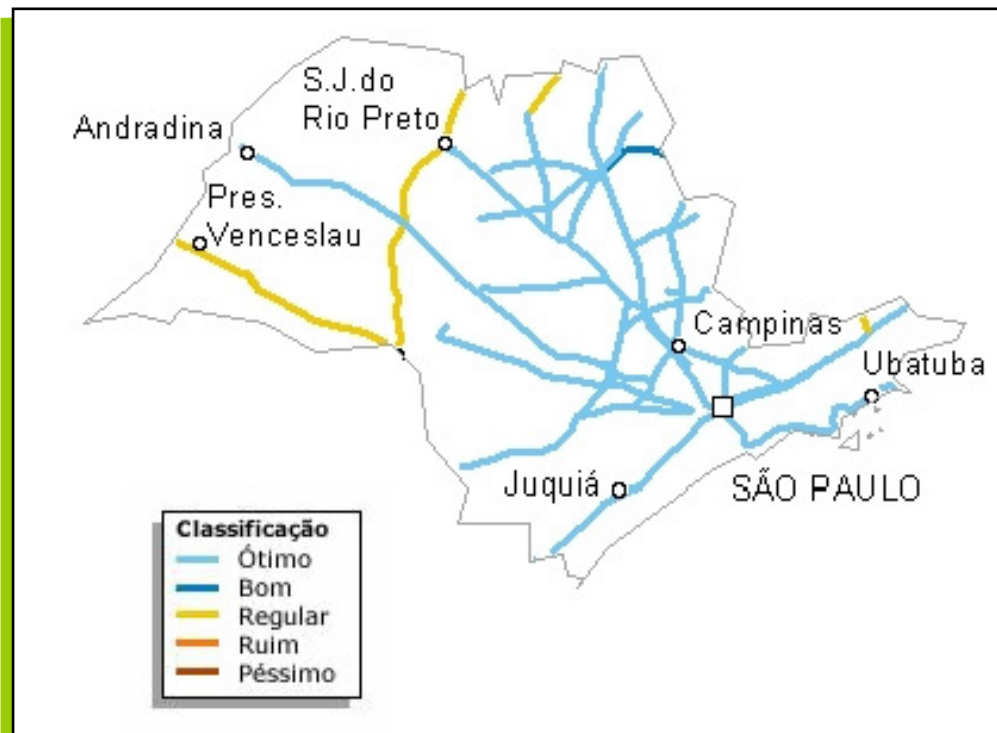 S.J.do
Rio Preto
Andradina
Pres.
Venceslau
Campinas
Ubatuba
Juquiá
SÃO PAULO
Classificação
Ótimo
Bom
Regular
Ruim
Péssimo